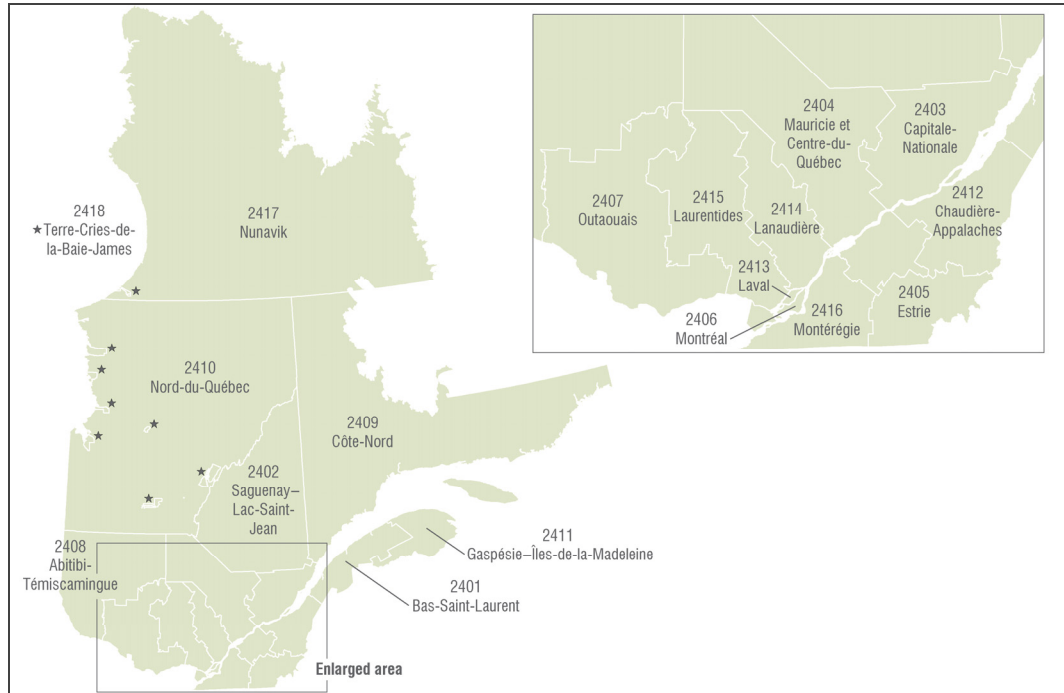 2418
★Terre-Cries-de-
la-Baie-James
2417
Nunavik
2410
Nord-du-Québec
2409
Côte-Nord
2402
Saguenay–
Lac-Saint-
Jean
2408
Abitibi-
Témiscamingue
2411
Gaspésie–Îles-de-la-Madeleine
2401
Bas-Saint-Laurent
Enlarged area
2404
Mauricie et
Centre-du-
Québec
2403
Capitale-
Nationale
2407
Outaouais
2415
Laurentides
2414
Lanaudière
2412
Chaudière-
Appalaches
2413
Laval
2406
Montréal
2416
Montérégie
2405
Estrie